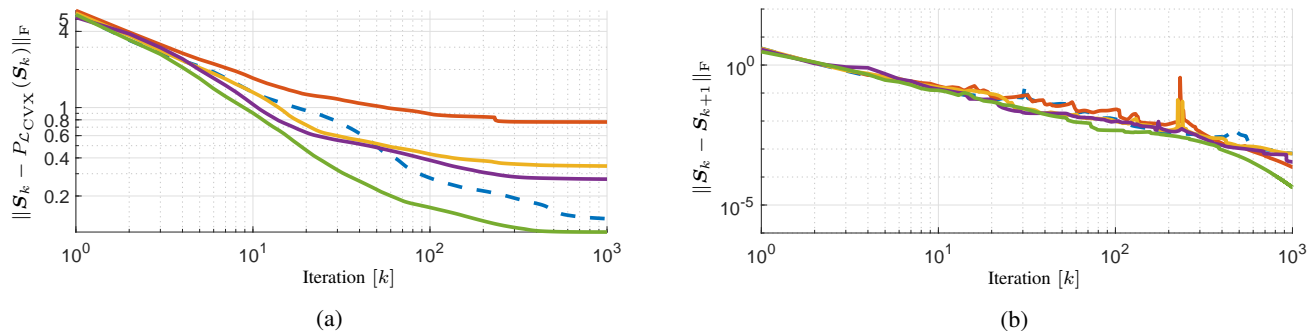 5
4
1
0.8
0.6
0.4
0.2
‖S_k − P_{ℒ_CVX}(S_k)‖_F
10^0 10^1 10^2 10^3
Iteration [k]
(a)
10^0
10^{-5}
‖S_k − S_{k+1}‖_F
10^0 10^1 10^2 10^3
Iteration [k]
(b)